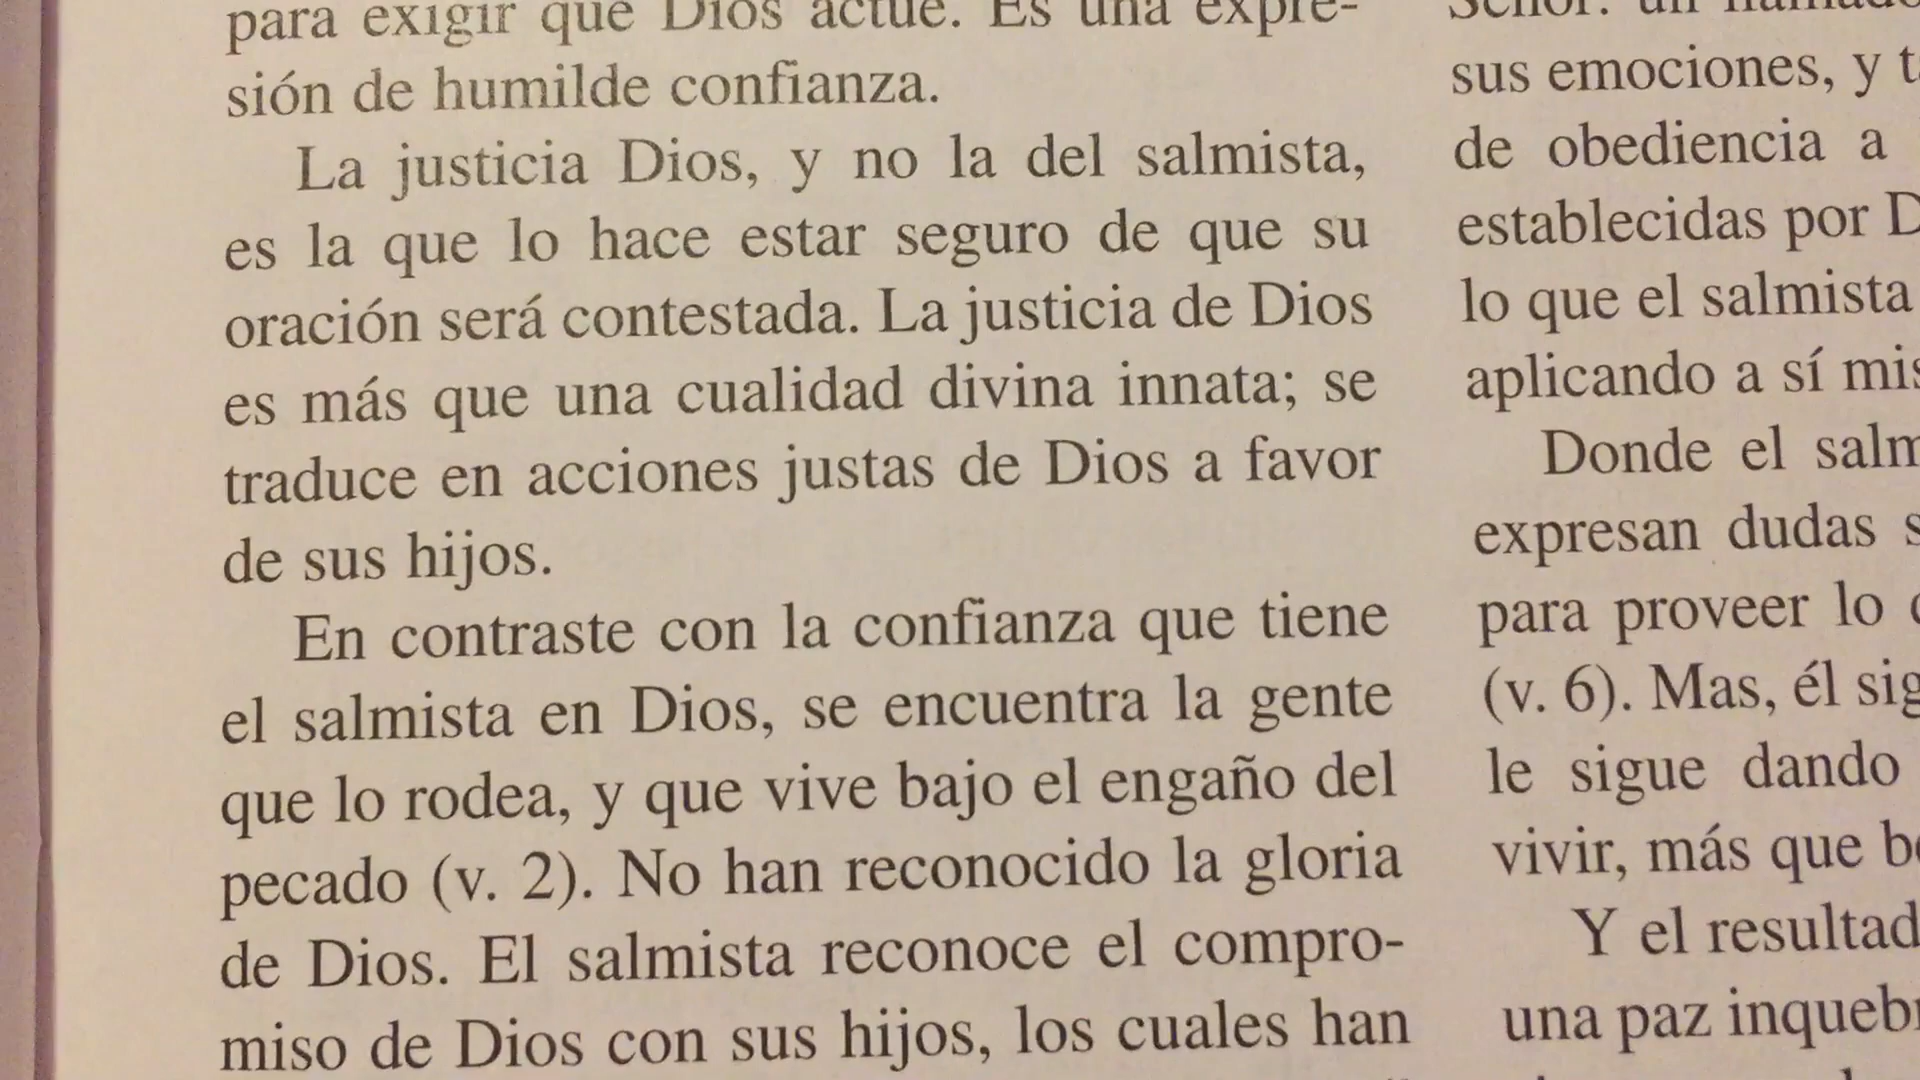 para exigir que Dios actúe. Es una expre-
sión de humilde confianza.
La justicia Dios, y no la del salmista,
es la que lo hace estar seguro de que su
oración será contestada. La justicia de Dios
es más que una cualidad divina innata; se
traduce en acciones justas de Dios a favor
de sus hijos.
En contraste con la confianza que tiene
el salmista en Dios, se encuentra la gente
que lo rodea, y que vive bajo el engaño del
pecado (v. 2). No han reconocido la gloria
de Dios. El salmista reconoce el compro-
miso de Dios con sus hijos, los cuales han
sus emociones, y
de obediencia a
establecidas por
lo que el salmista
aplicando a sí
Donde el
expresan dudas
para proveer lo
(v. 6). Mas, él
le sigue dando
vivir, más que
Y el
una paz